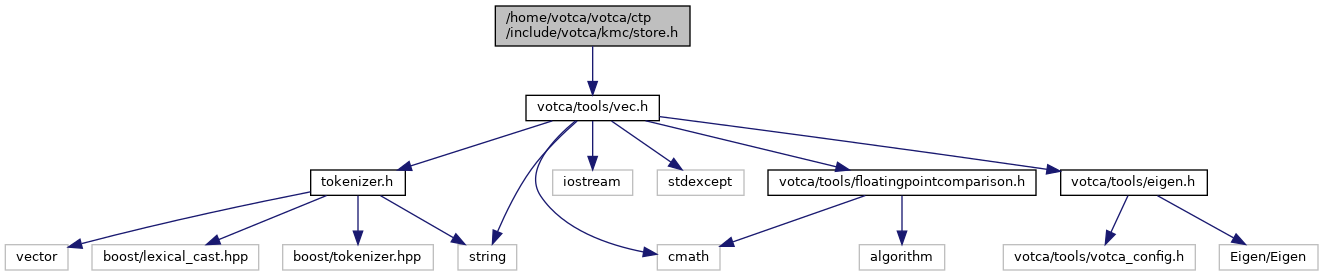 /home/votca/votca/ctp
/include/votca/kmc/store.h
votca/tools/vec.h
tokenizer.h
iostream
stdexcept
votca/tools/floatingpointcomparison.h
votca/tools/eigen.h
vector
boost/lexical_cast.hpp
boost/tokenizer.hpp
string
cmath
algorithm
votca/tools/votca_config.h
Eigen/Eigen